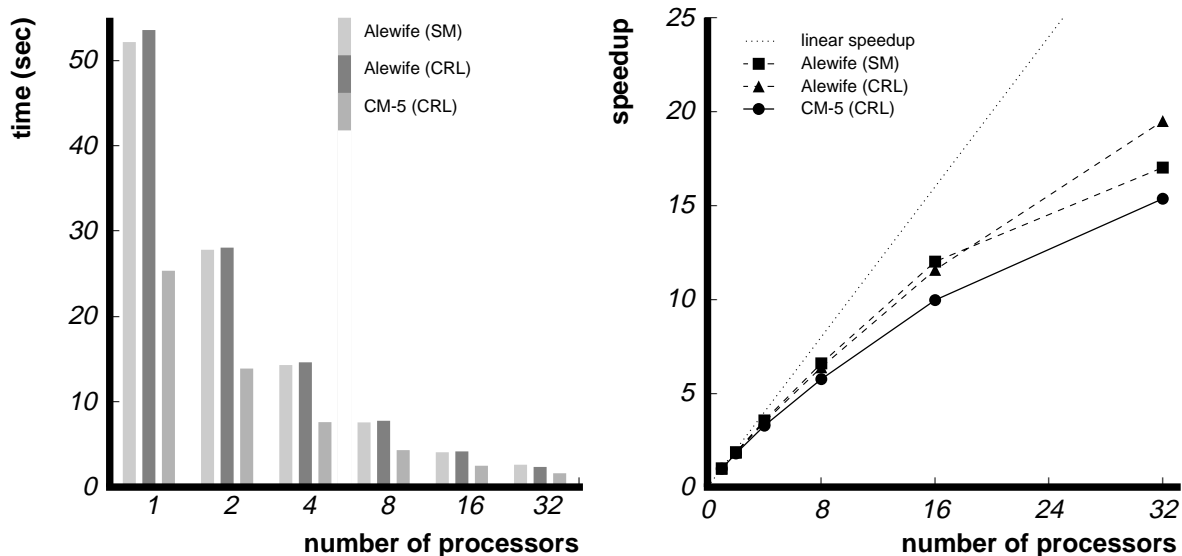 time (sec)
50
40
30
20
10
0
Alewife (SM)
Alewife (CRL)
CM-5 (CRL)
1 2 4 8 16 32
number of processors
speedup
25
20
15
10
5
0
linear speedup
Alewife (SM)
Alewife (CRL)
CM-5 (CRL)
0 8 16 24 32
number of processors